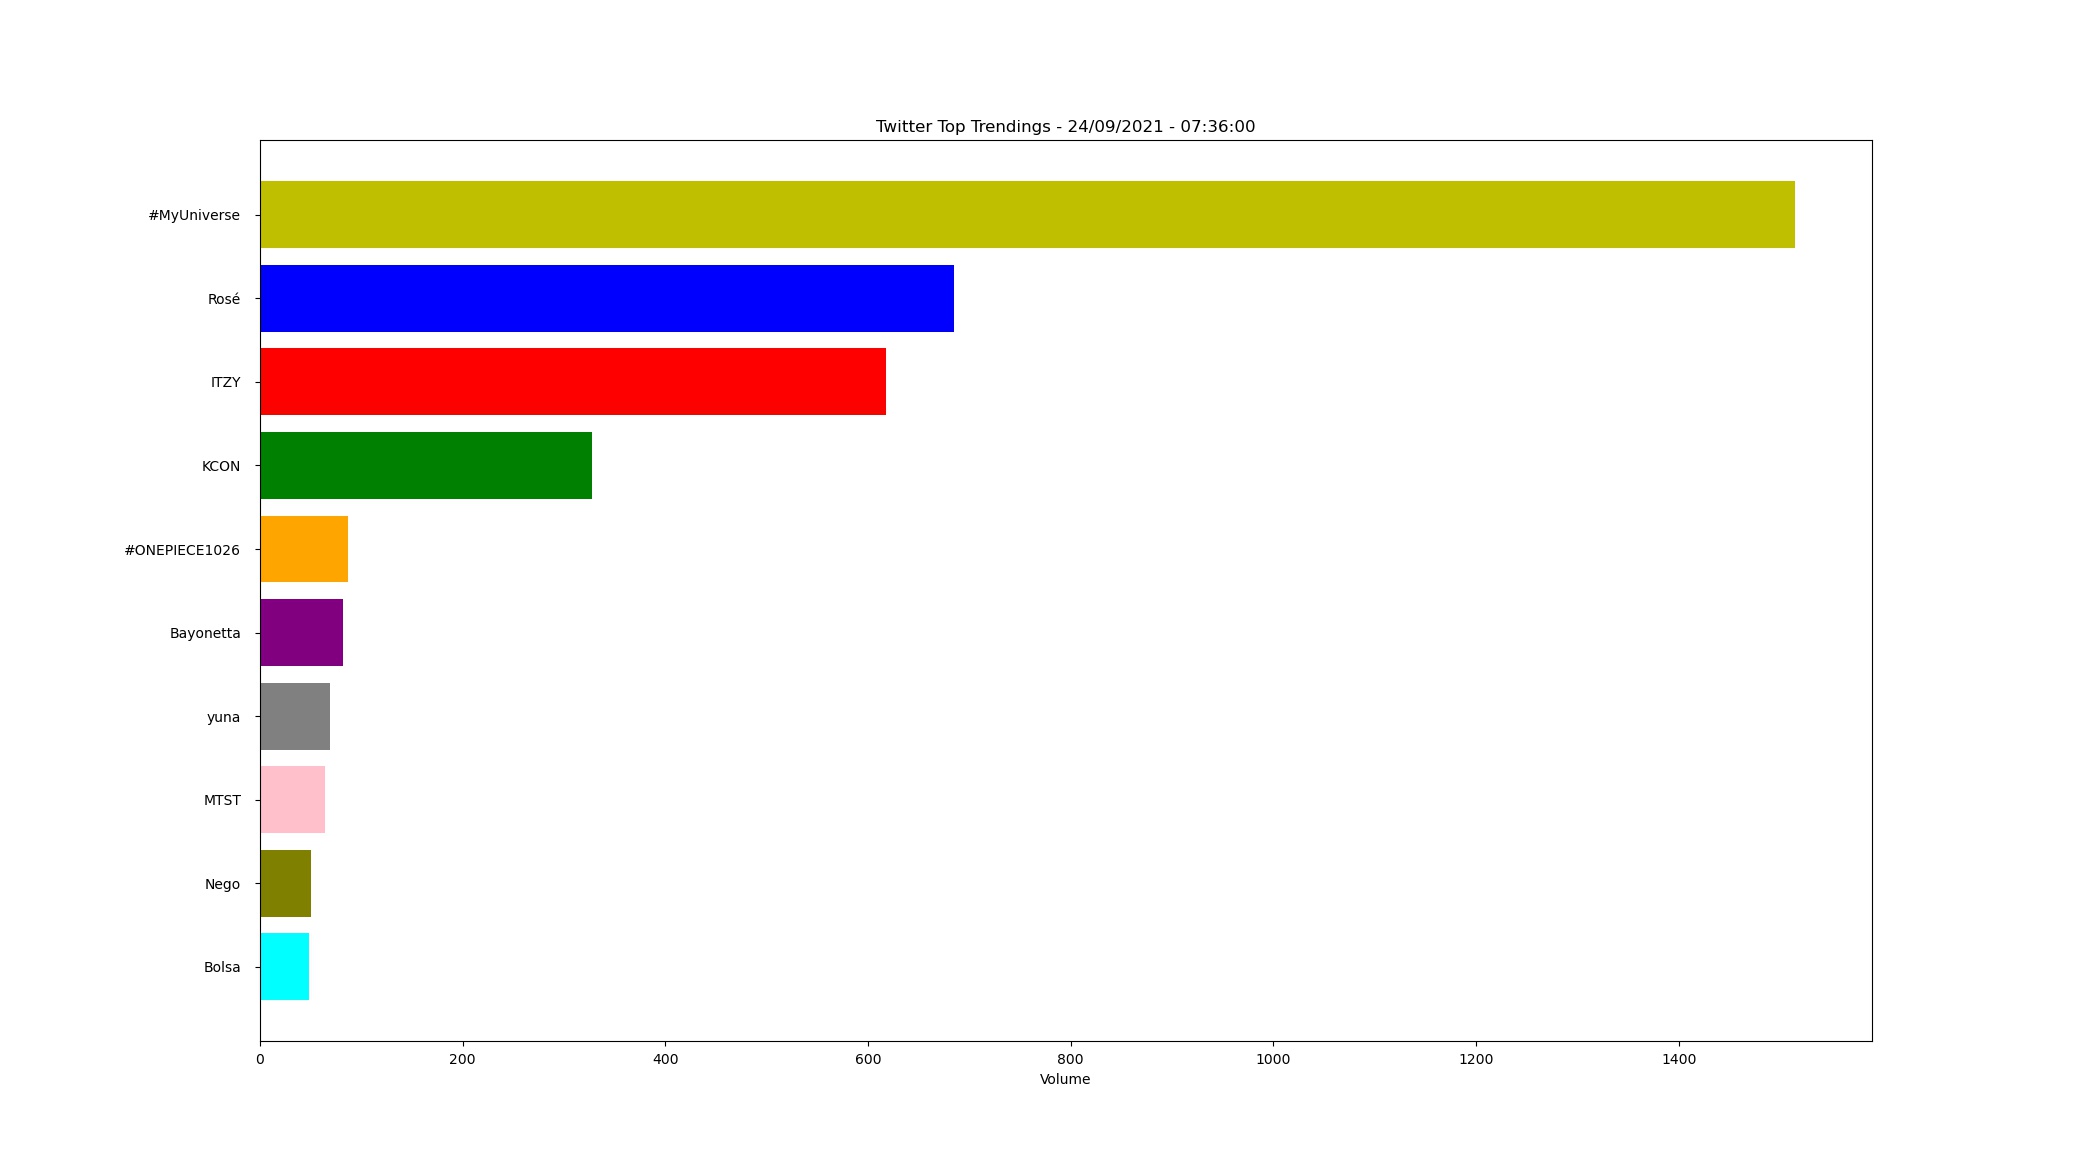 Twitter Top Trendings - 24/09/2021 - 07:36:00
#MyUniverse
Rosé
ITZY
KCON
#ONEPIECE1026
Bayonetta
yuna
MTST
Nego
Bolsa
0 200 400 600 800 1000 1200 1400
Volume